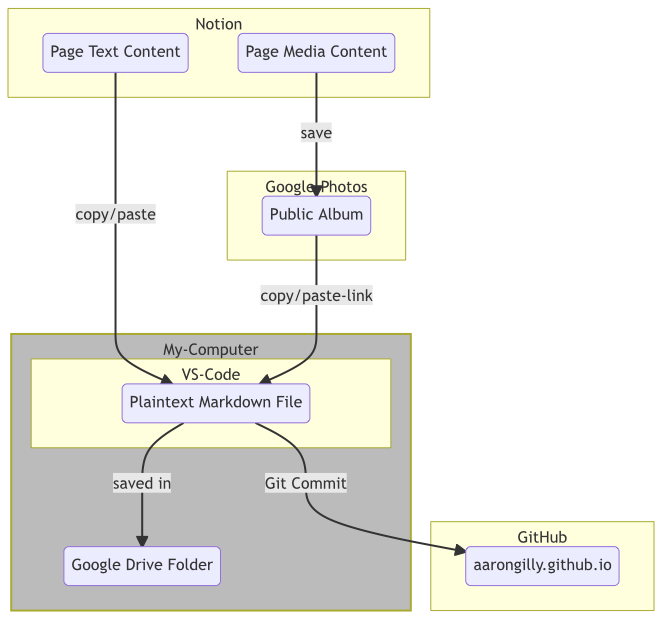 Notion
Page Text Content
Page Media Content
save
Google Photos
Public Album
copy/paste
copy/paste-link
My-Computer
VS-Code
Plaintext Markdown File
saved in
Git Commit
GitHub
Google Drive Folder
aarongilly.github.io